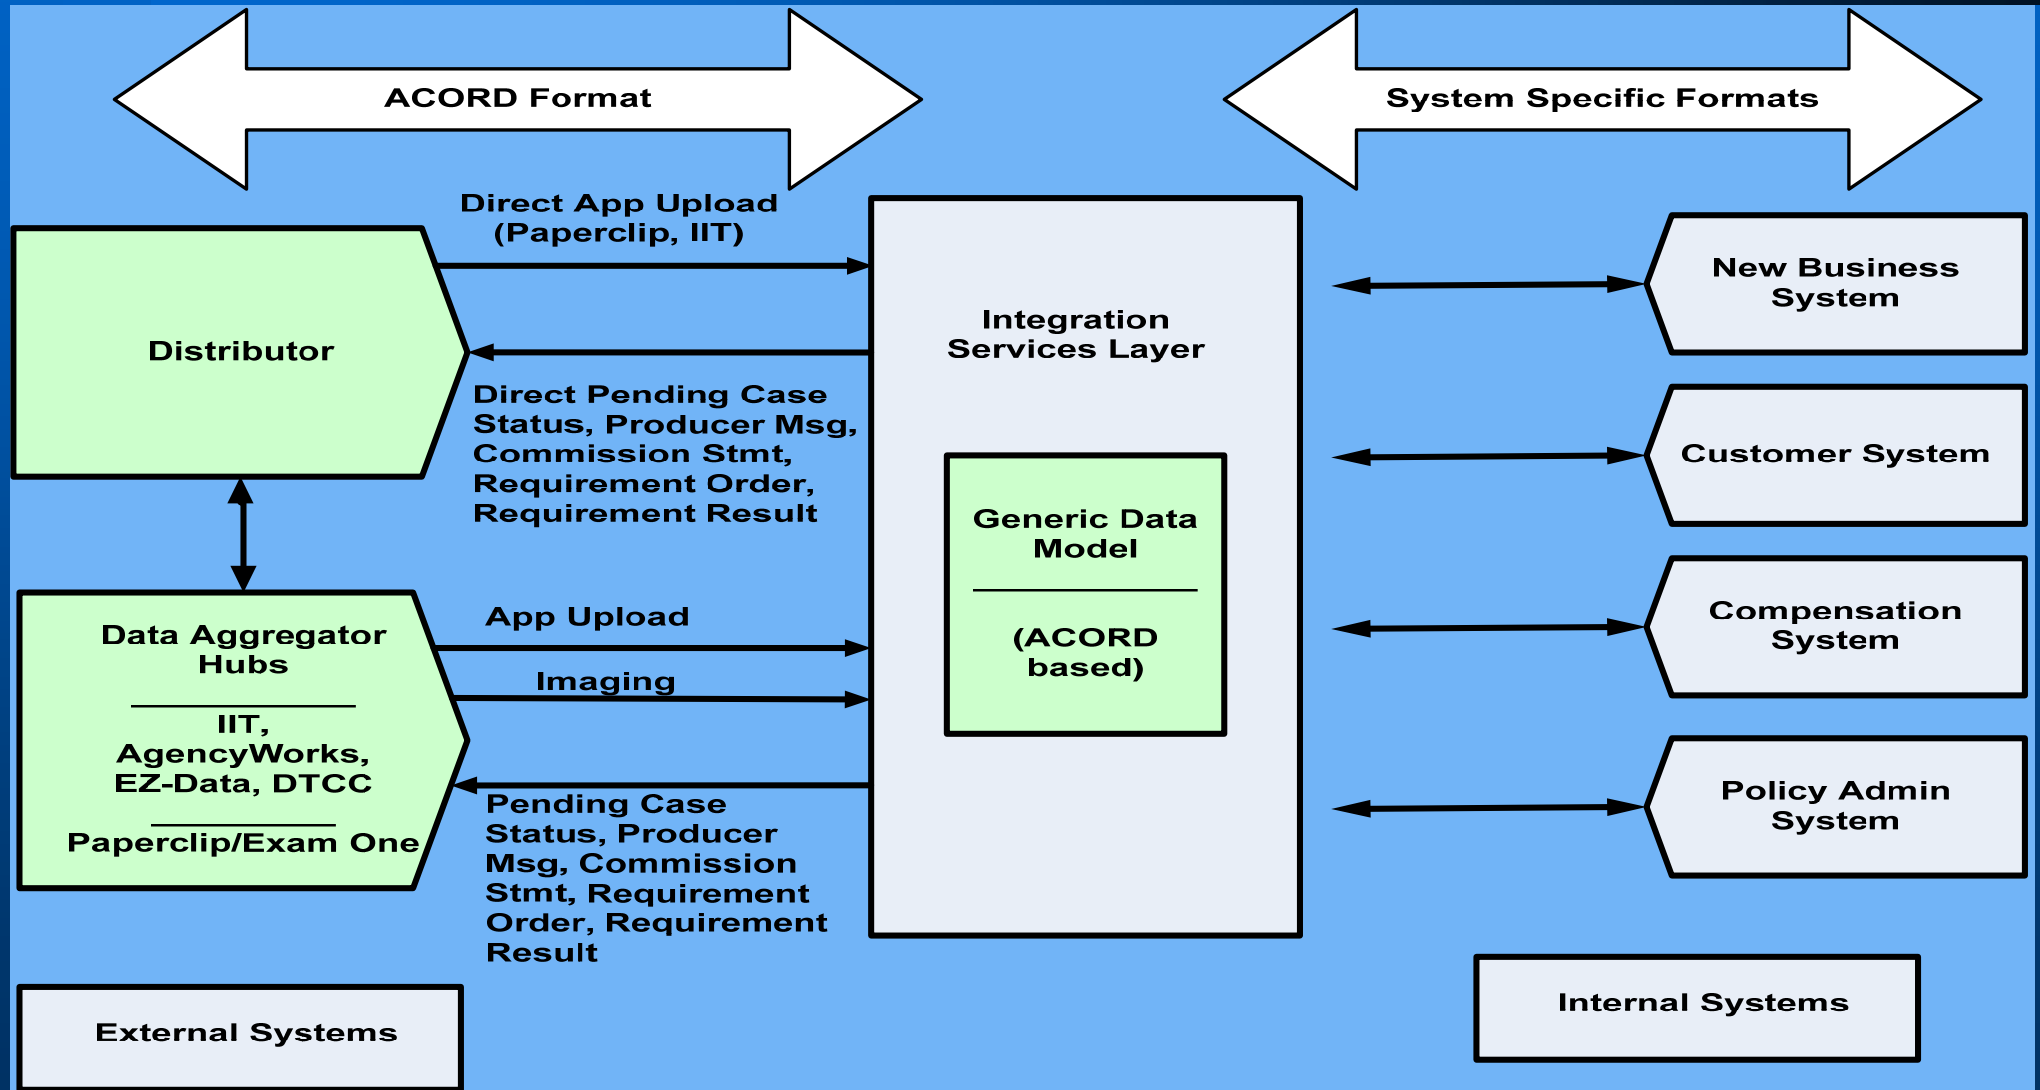 ACORD Format
System Specific Formats
Direct App Upload
(Paperclip, IIT)
Distributor
Direct Pending Case
Status, Producer Msg,
Commission Stmt,
Requirement Order,
Requirement Result
Data Aggregator
Hubs
IIT,
AgencyWorks,
EZ-Data, DTCC
Paperclip/Exam One
App Upload
Imaging
Pending Case
Status, Producer
Msg, Commission
Stmt, Requirement
Order, Requirement
Result
External Systems
Integration
Services Layer
Generic Data
Model
(ACORD
based)
New Business
System
Customer System
Compensation
System
Policy Admin
System
Internal Systems